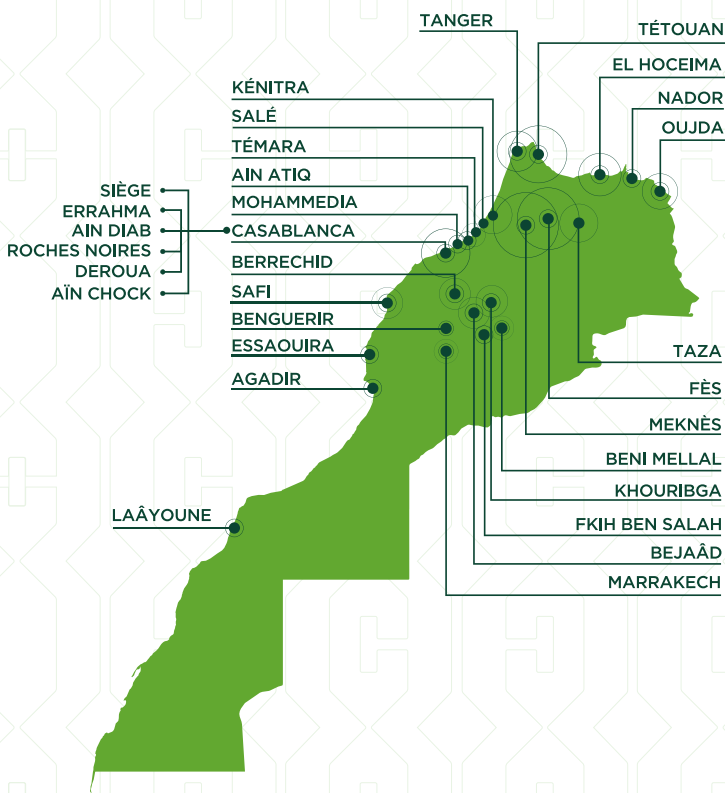 TANGER
TÉTOUAN
EL HOCEIMA
NADOR
OUJDA
KÉNITRA
SALÉ
TÉMARA
AIN ATIQ
MOHAMMEDIA
CASABLANCA
SIÈGE
ERRAHMA
AIN DIAB
ROCHES NOIRES
DEROUA
AÏN CHOCK
BERRECHID
SAFI
BENGUERIR
ESSAOUIRA
AGADIR
LAÂYOUNE
TAZA
FÈS
MEKNÈS
BENI MELLAL
KHOURIBGA
FKIH BEN SALAH
BEJAÂD
MARRAKECH